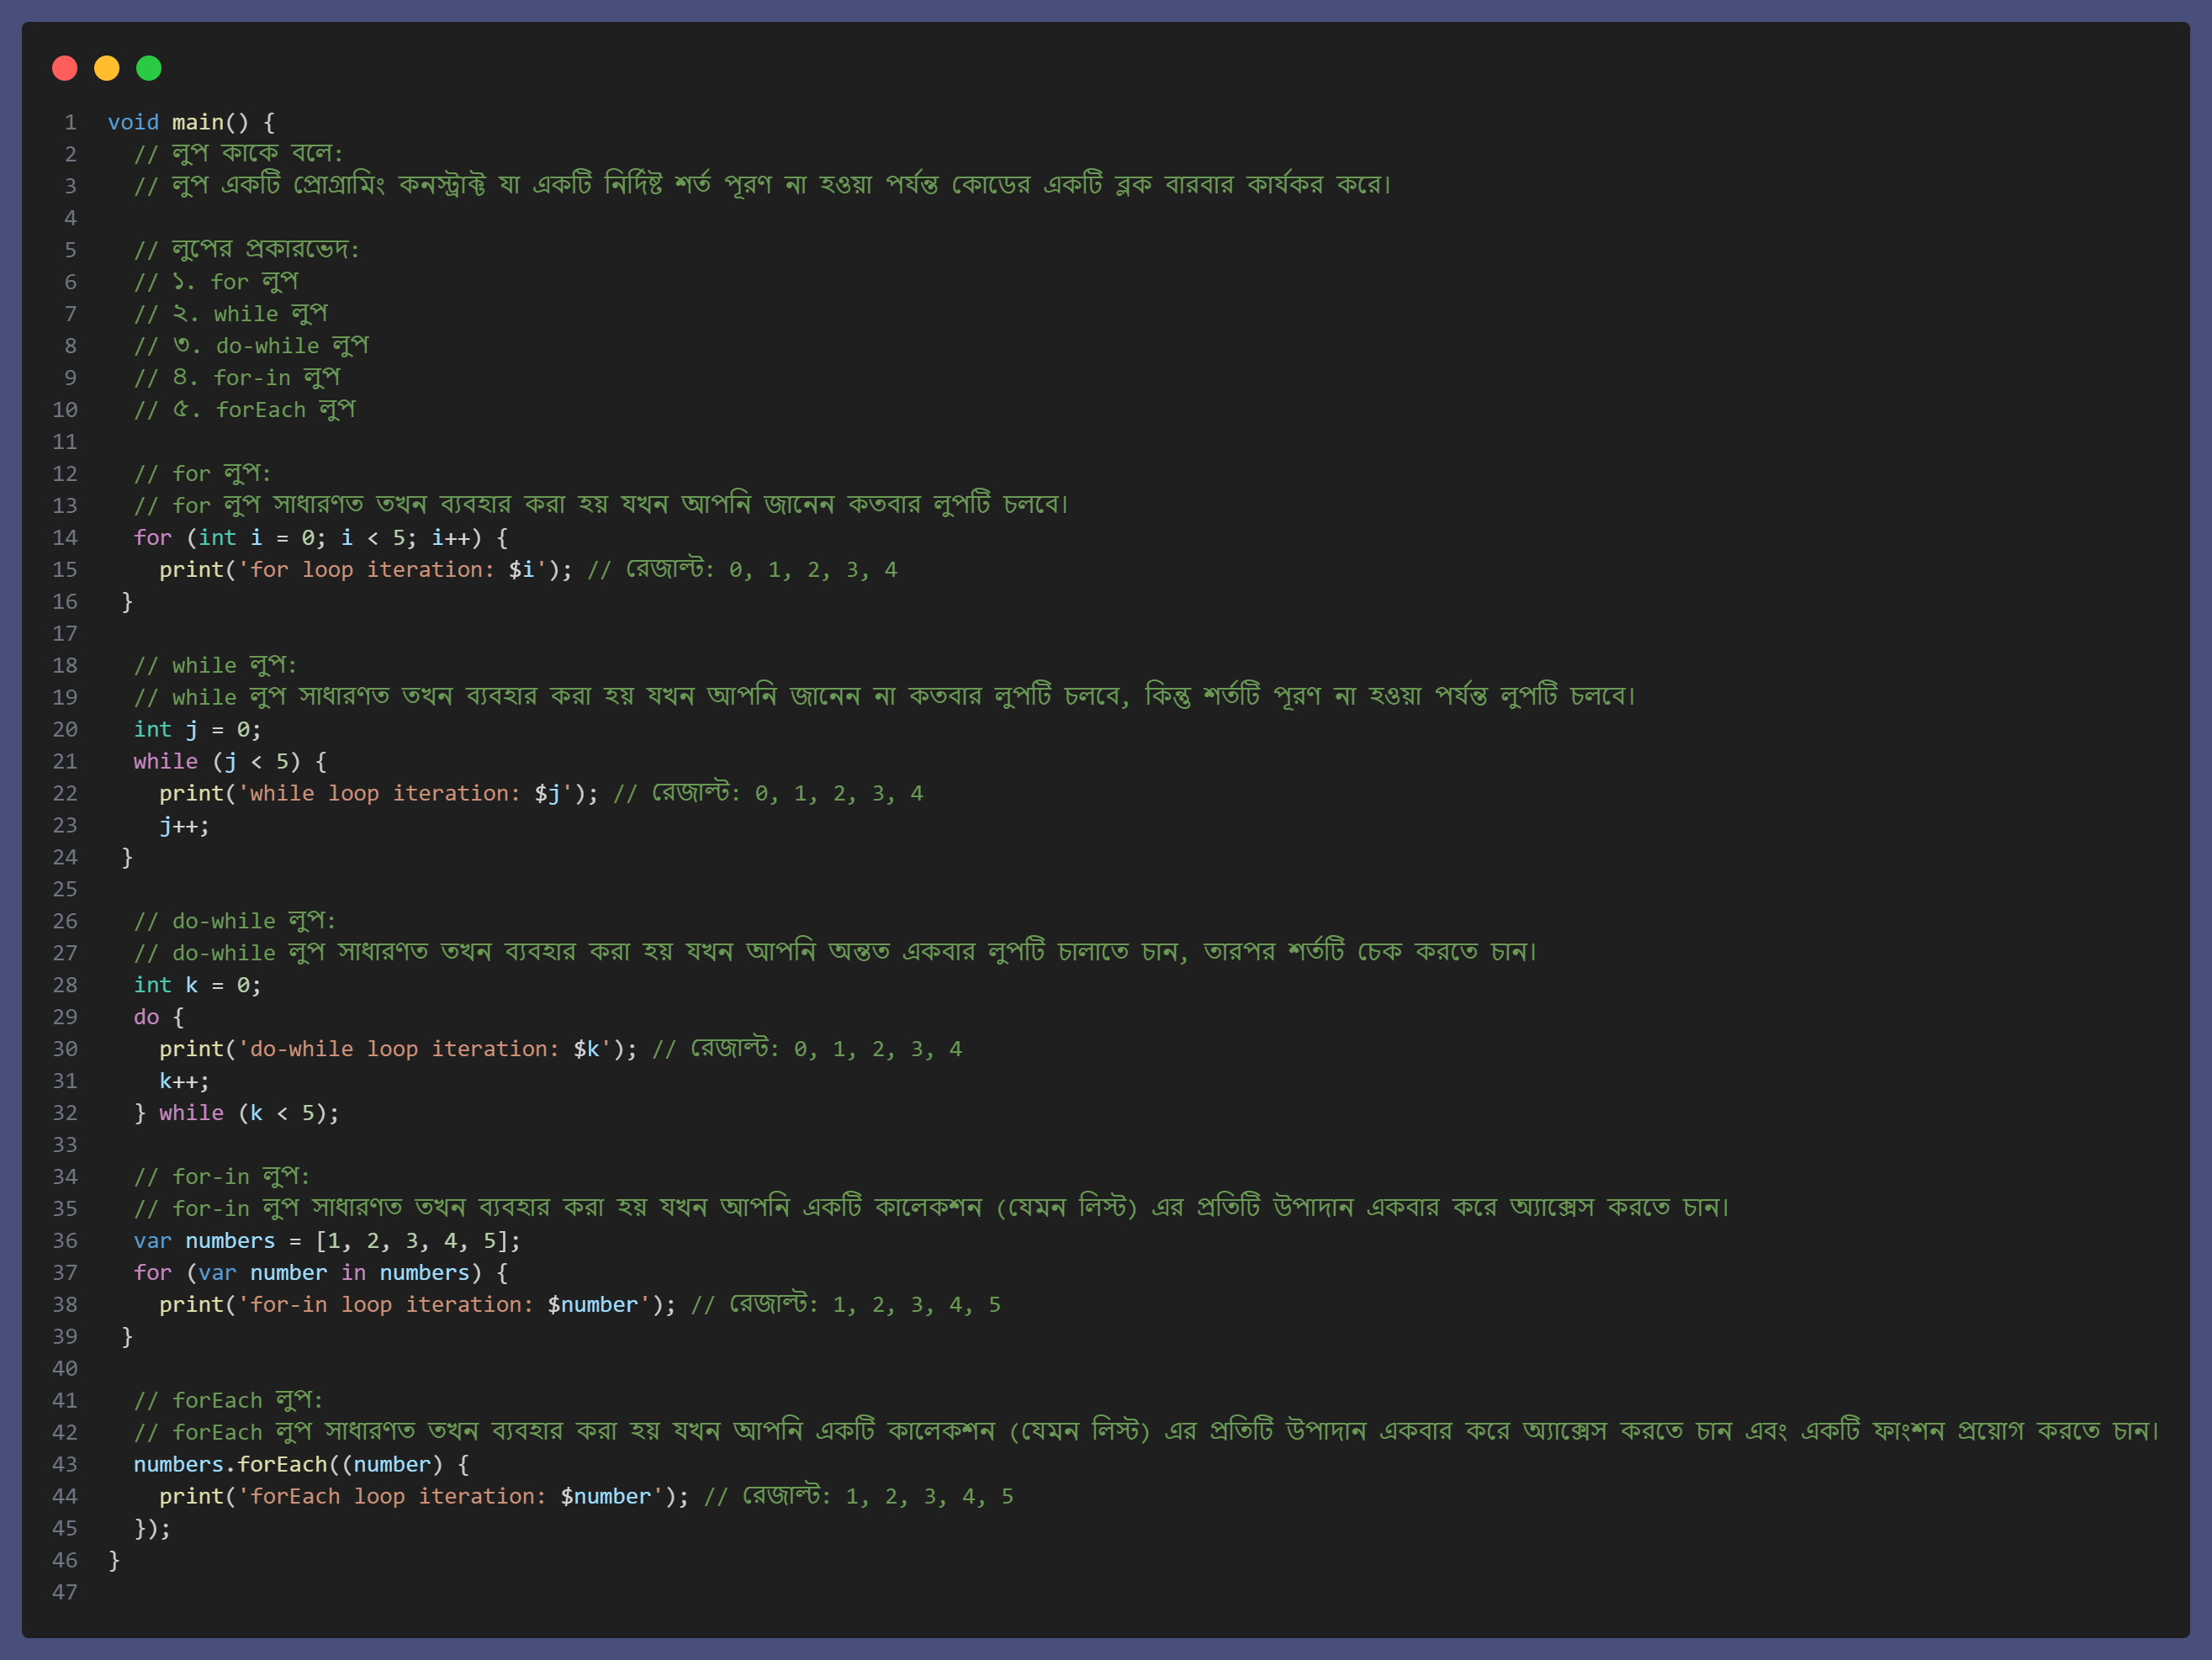 1 void main() {
2 // লুপ কাকে বলে:
3 // লুপ একটি প্রোগ্রামিং কনস্ট্রাক্ট যা একটি নির্দিষ্ট শর্ত পূরণ না হওয়া পর্যন্ত কোডের একটি ব্লক বারবার কার্যকর করে।
4
5 // লুপের প্রকারভেদ:
6 // ১. for লুপ
7 // ২. while লুপ
8 // ৩. do-while লুপ
9 // ৪. for-in লুপ
10 // ৫. forEach লুপ
11
12 // for লুপ:
13 // for লুপ সাধারণত তখন ব্যবহার করা হয় যখন আপনি জানেন কতবার লুপটি চলবে।
14 for (int i = 0; i < 5; i++) {
15 print('for loop iteration: $i'); // রেজাল্ট: 0, 1, 2, 3, 4
16 }
17
18 // while লুপ:
19 // while লুপ সাধারণত তখন ব্যবহার করা হয় যখন আপনি জানেন না কতবার লুপটি চলবে, কিন্তু শর্তটি পূরণ না হওয়া পর্যন্ত লুপটি চলবে।
20 int j = 0;
21 while (j < 5) {
22 print('while loop iteration: $j'); // রেজাল্ট: 0, 1, 2, 3, 4
23 j++;
24 }
25
26 // do-while লুপ:
27 // do-while লুপ সাধারণত তখন ব্যবহার করা হয় যখন আপনি অন্তত একবার লুপটি চালাতে চান, তারপর শর্তটি চেক করতে চান।
28 int k = 0;
29 do {
30 print('do-while loop iteration: $k'); // রেজাল্ট: 0, 1, 2, 3, 4
31 k++;
32 } while (k < 5);
33
34 // for-in লুপ:
35 // for-in লুপ সাধারণত তখন ব্যবহার করা হয় যখন আপনি একটি কালেকশন (যেমন লিস্ট) এর প্রতিটি উপাদান একবার করে অ্যাক্সেস করতে চান।
36 var numbers = [1, 2, 3, 4, 5];
37 for (var number in numbers) {
38 print('for-in loop iteration: $number'); // রেজাল্ট: 1, 2, 3, 4, 5
39 }
40
41 // forEach লুপ:
42 // forEach লুপ সাধারণত তখন ব্যবহার করা হয় যখন আপনি একটি কালেকশন (যেমন লিস্ট) এর প্রতিটি উপাদান একবার করে অ্যাক্সেস করতে চান এবং একটি ফাংশন প্রয়োগ করতে চান।
43 numbers.forEach((number) {
44 print('forEach loop iteration: $number'); // রেজাল্ট: 1, 2, 3, 4, 5
45 });
46 }
47